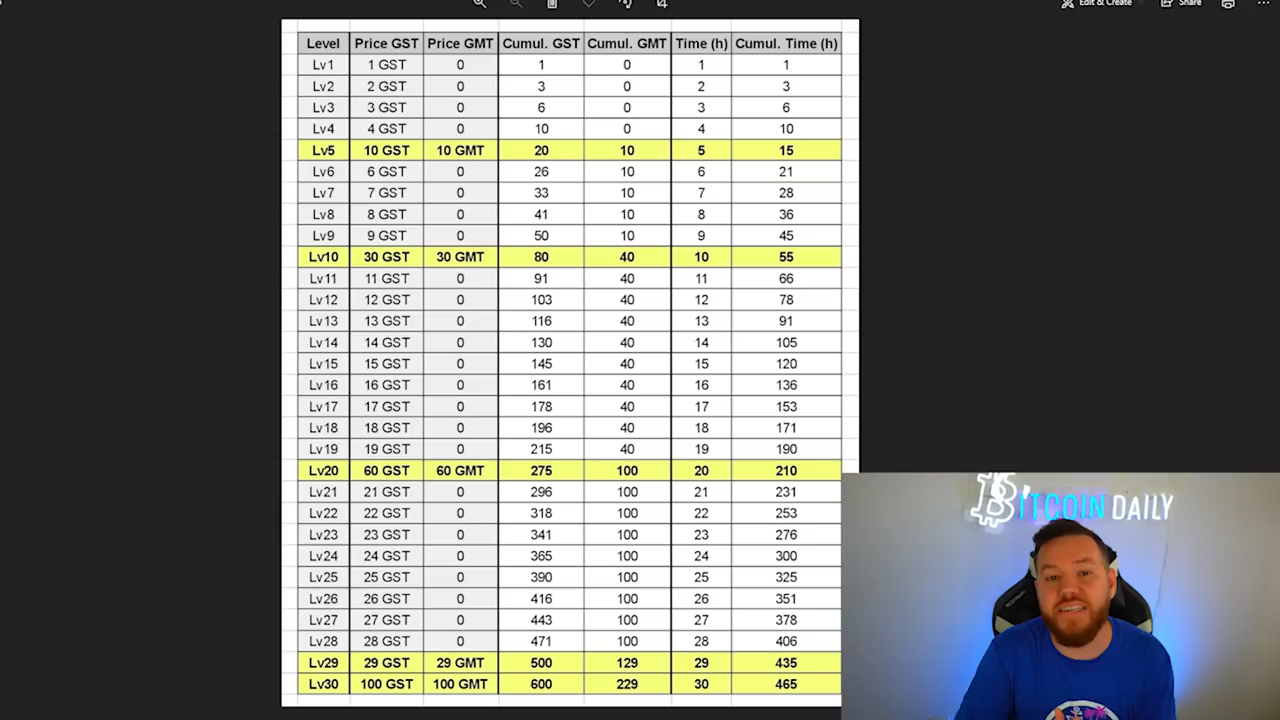 Edit & Create Share
Level Price GST Price GMT Cumul. GST Cumul. GMT Time (h) Cumul. Time (h)
Lv1 1 GST 0 1 0 1 1
Lv2 2 GST 0 3 0 2 3
Lv3 3 GST 0 6 0 3 6
Lv4 4 GST 0 10 0 4 10
Lv5 10 GST 10 GMT 20 10 5 15
Lv6 6 GST 0 26 10 6 21
Lv7 7 GST 0 33 10 7 28
Lv8 8 GST 0 41 10 8 36
Lv9 9 GST 0 50 10 9 45
Lv10 30 GST 30 GMT 80 40 10 55
Lv11 11 GST 0 91 40 11 66
Lv12 12 GST 0 103 40 12 78
Lv13 13 GST 0 116 40 13 91
Lv14 14 GST 0 130 40 14 105
Lv15 15 GST 0 145 40 15 120
Lv16 16 GST 0 161 40 16 136
Lv17 17 GST 0 178 40 17 153
Lv18 18 GST 0 196 40 18 171
Lv19 19 GST 0 215 40 19 190
Lv20 60 GST 60 GMT 275 100 20 210
Lv21 21 GST 0 296 100 21 231
Lv22 22 GST 0 318 100 22 253
Lv23 23 GST 0 341 100 23 276
Lv24 24 GST 0 365 100 24 300
Lv25 25 GST 0 390 100 25 325
Lv26 26 GST 0 416 100 26 351
Lv27 27 GST 0 443 100 27 378
Lv28 28 GST 0 471 100 28 406
Lv29 29 GST 29 GMT 500 129 29 435
Lv30 100 GST 100 GMT 600 229 30 465
BITCOIN DAILY